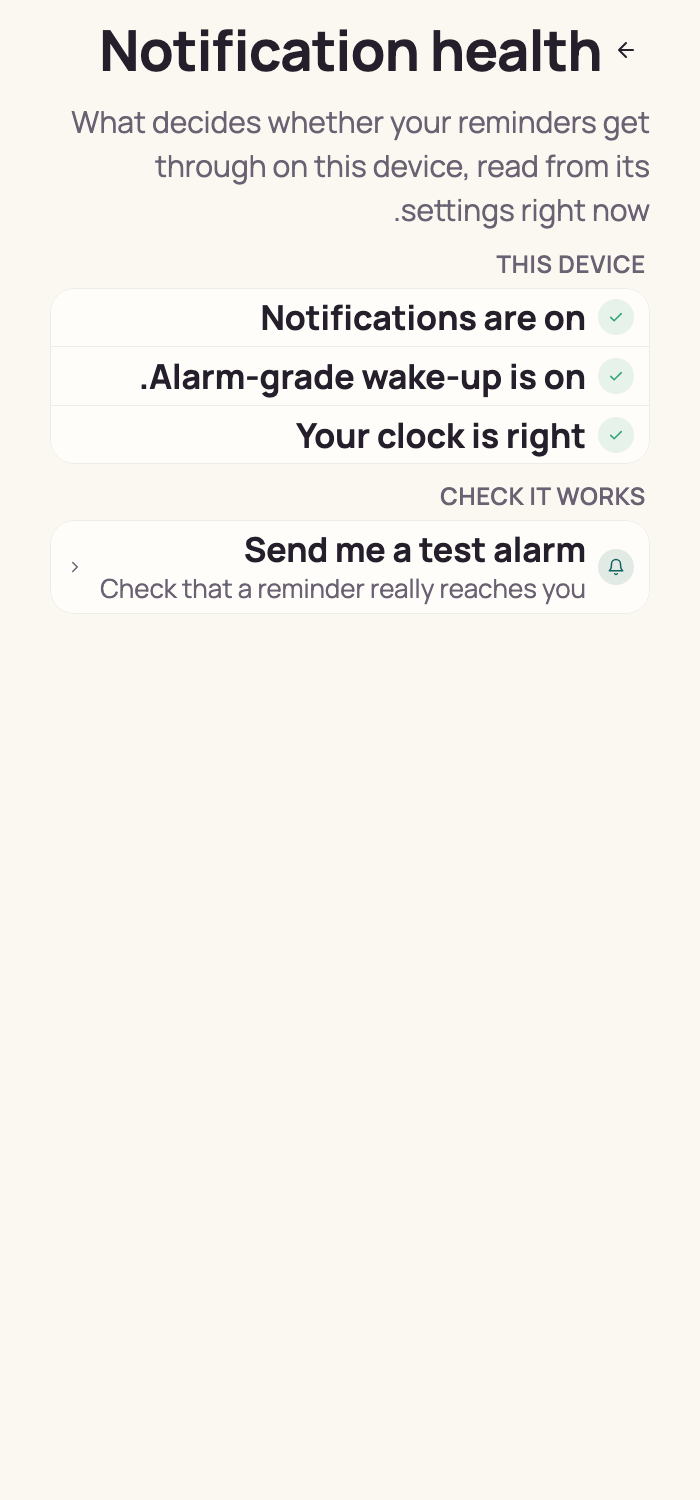 Notification health
What decides whether your reminders get
through on this device, read from its
.settings right now
THIS DEVICE
Notifications are on
.Alarm-grade wake-up is on
Your clock is right
CHECK IT WORKS
Send me a test alarm
Check that a reminder really reaches you